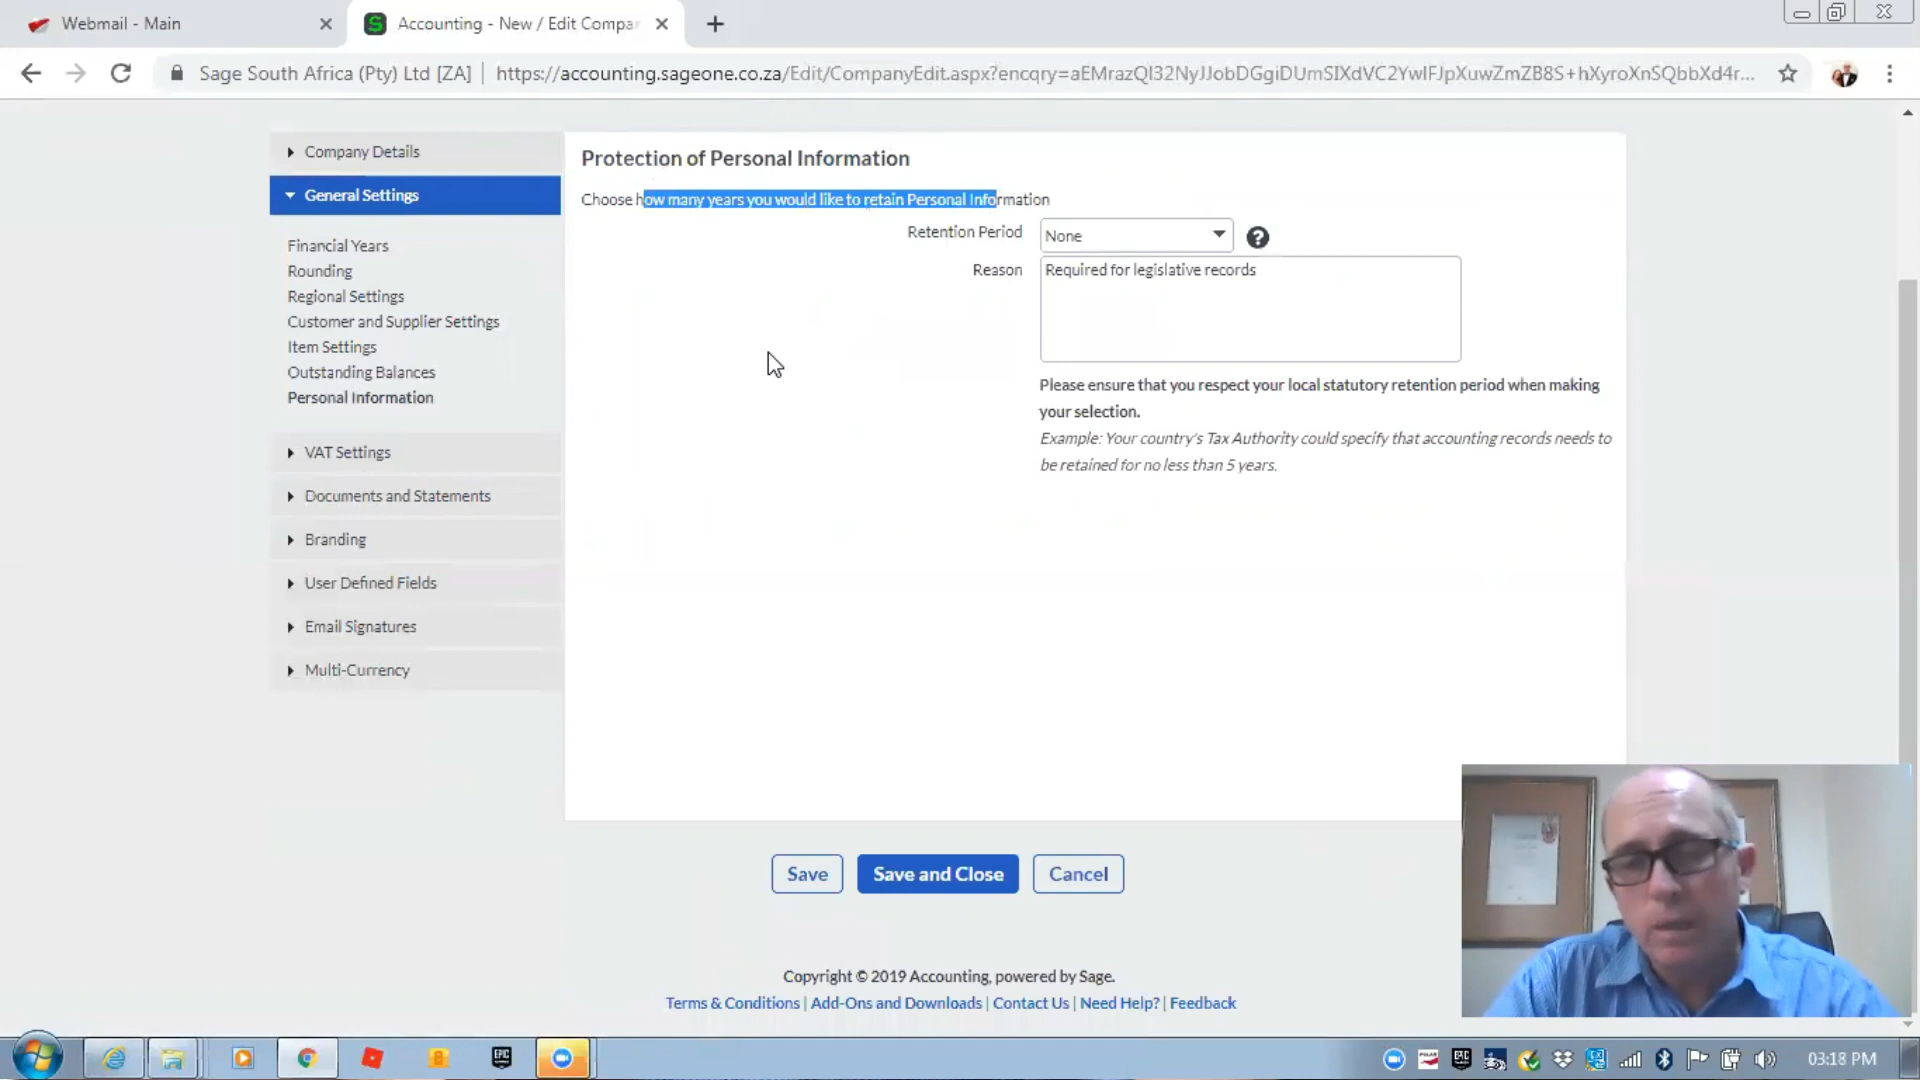 Webmail - Main
Accounting - New / Edit Compar
Sage South Africa (Pty) Ltd [ZA]
https://accounting.sageone.co.za/Edit/CompanyEdit.aspx?encqry=
Company Details
General Settings
Financial Years
Rounding
Regional Settings
Customer and Supplier Settings
Item Settings
Outstanding Balances
Personal Information
VAT Settings
Documents and Statements
Branding
User Defined Fields
Email Signatures
Multi-Currency
Protection of Personal Information
Choose how many years you would like to retain Personal Information
Retention Period
None
?
Reason
Required for legislative records
Please ensure that you respect your local statutory retention period when making
your selection.
Example: Your country's Tax Authority could specify that accounting records needs to
be retained for no less than 5 years.
Save
Save and Close
Cancel
Copyright © 2019 Accounting, powered by Sage.
Terms & Conditions | Add-Ons and Downloads | Contact Us | Need Help? | Feedback
EPIC
03:18 PM